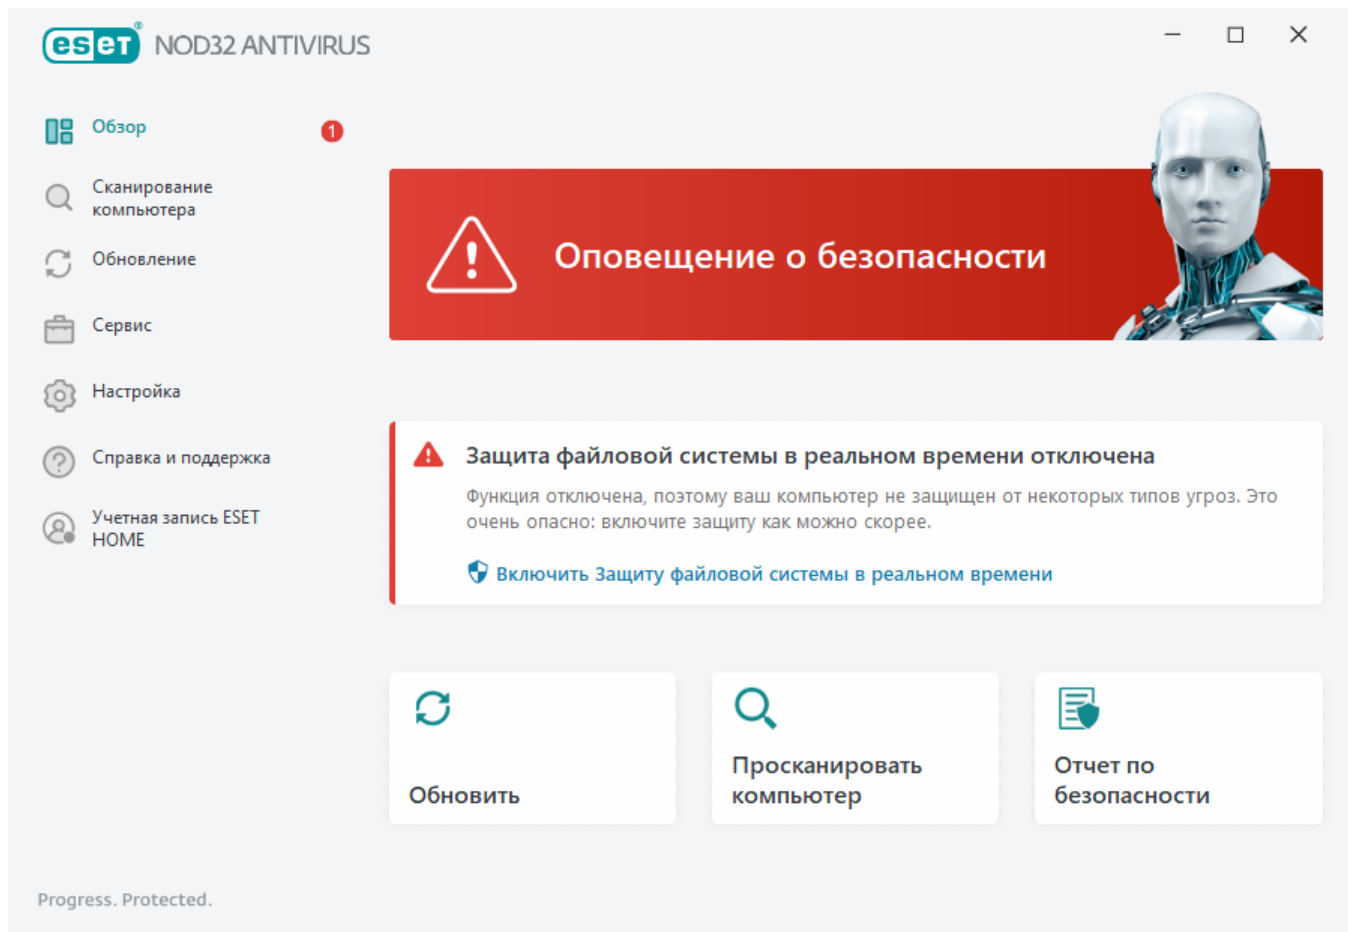 eset® NOD32 ANTIVIRUS
Обзор
1
Сканирование
компьютера
Обновление
Сервис
Настройка
Справка и поддержка
Учетная запись ESET
HOME
Оповещение о безопасности
Защита файловой системы в реальном времени отключена
Функция отключена, поэтому ваш компьютер не защищен от некоторых типов угроз. Это
очень опасно: включите защиту как можно скорее.
Включить Защиту файловой системы в реальном времени
Обновить
Просканировать
компьютер
Отчет по
безопасности
Progress. Protected.